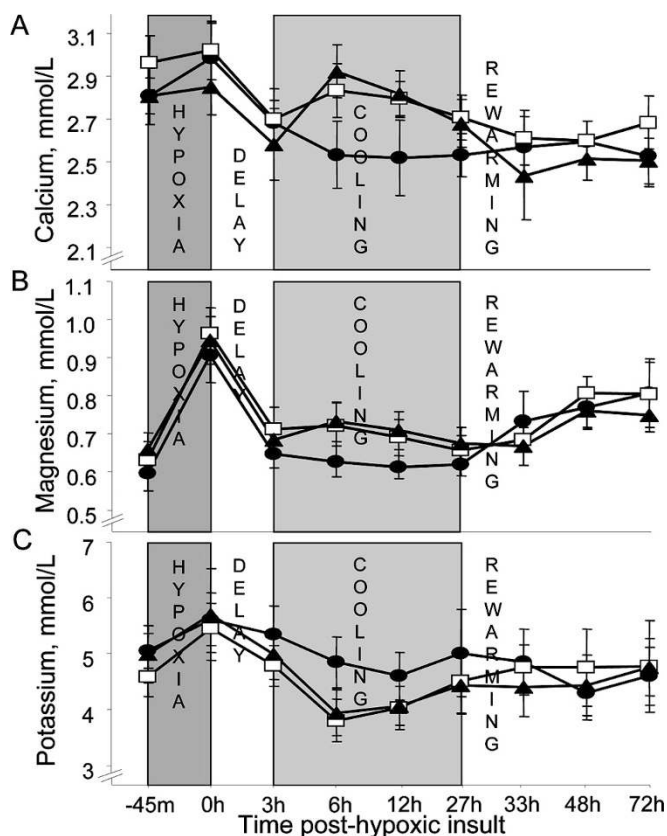 A
Calcium, mmol/L
3.1
2.9
2.7
2.5
2.3
2.1
HYPOXIA
DELAY
COOLING
REWARMING
B
Magnesium, mmol/L
1.1
1.0
0.9
0.8
0.7
0.6
0.5
HYPOXIA
DELAY
COOLING
REWARMING
C
Potassium, mmol/L
7
6
5
4
3
HYPOXIA
DELAY
COOLING
REWARMING
-45m 0h 3h 6h 12h 27h 33h 48h 72h
Time post-hypoxic insult